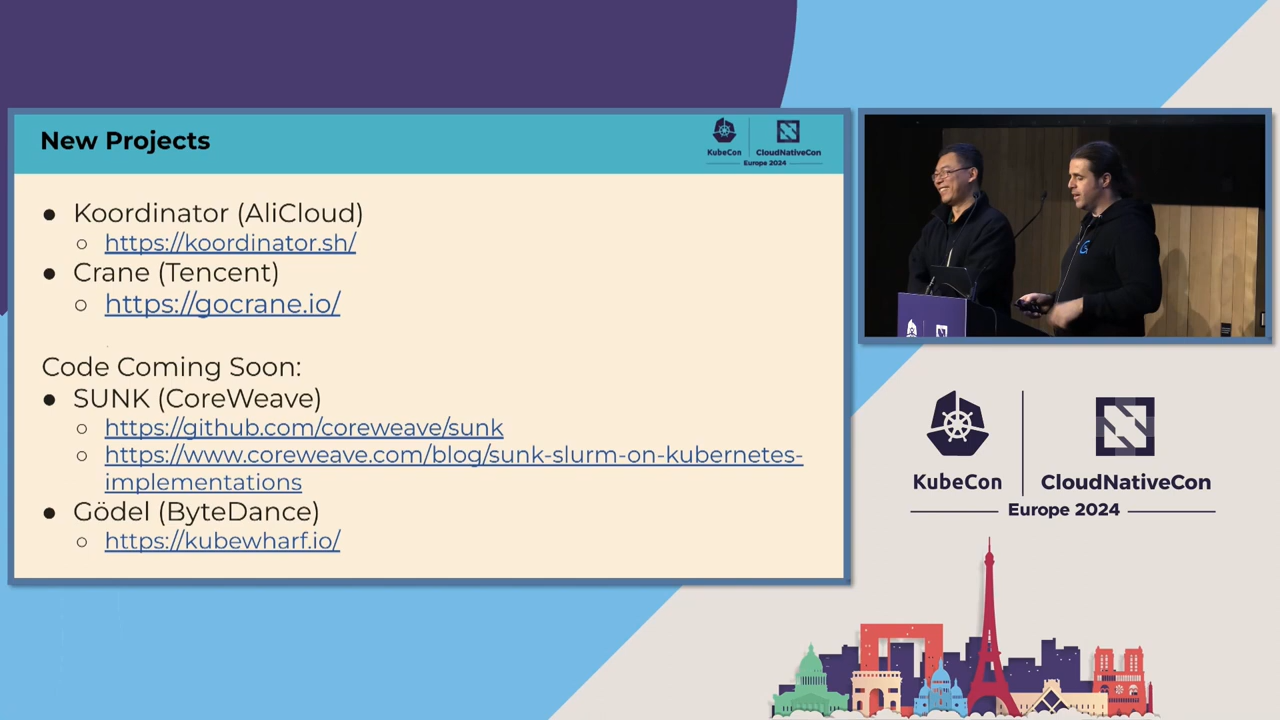 New Projects
KubeCon
CloudNativeCon
Europe 2024
● Koordinator (AliCloud)
○ https://koordinator.sh/
● Crane (Tencent)
○ https://gocrane.io/
Code Coming Soon:
● SUNK (CoreWeave)
○ https://github.com/coreweave/sunk
○ https://www.coreweave.com/blog/sunk-slurm-on-kubernetes-
implementations
● Gödel (ByteDance)
○ https://kubewharf.io/
KubeCon
CloudNativeCon
Europe 2024